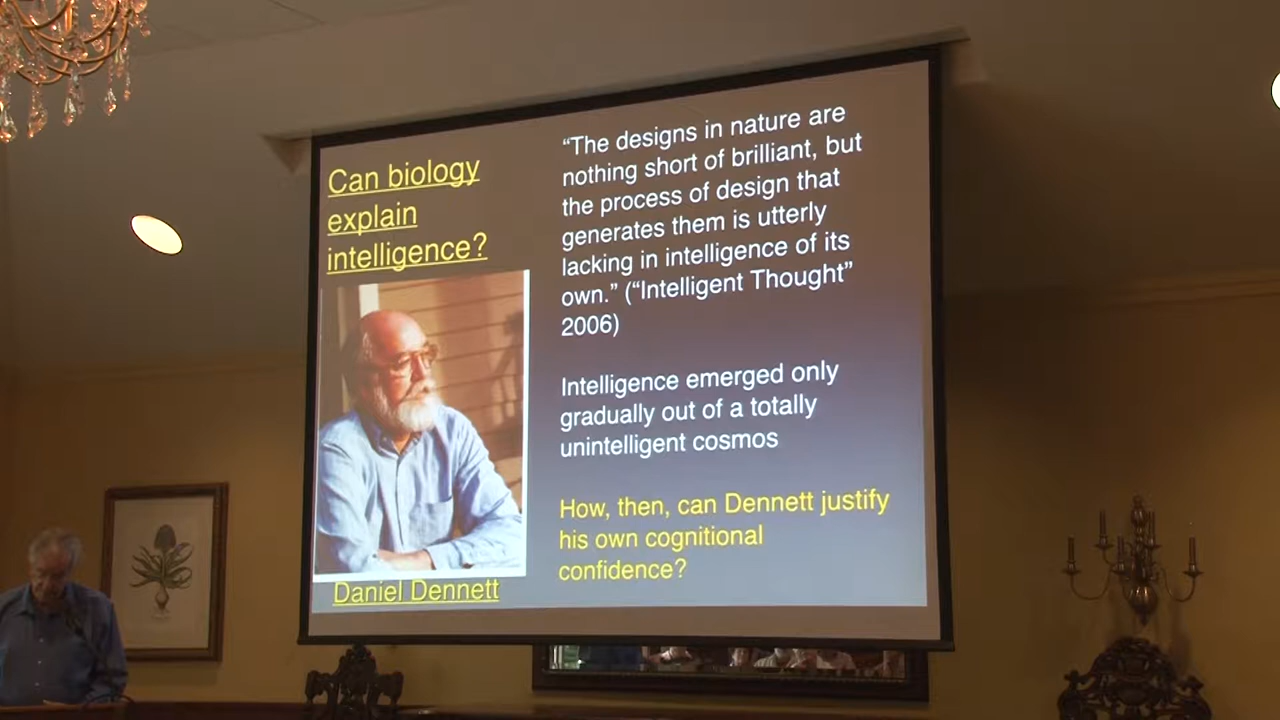 Can biology
explain
intelligence?
Daniel Dennett
“The designs in nature are
nothing short of brilliant, but
the process of design that
generates them is utterly
lacking in intelligence of its
own.” (“Intelligent Thought”
2006)
Intelligence emerged only
gradually out of a totally
unintelligent cosmos
How, then, can Dennett justify
his own cognitional
confidence?